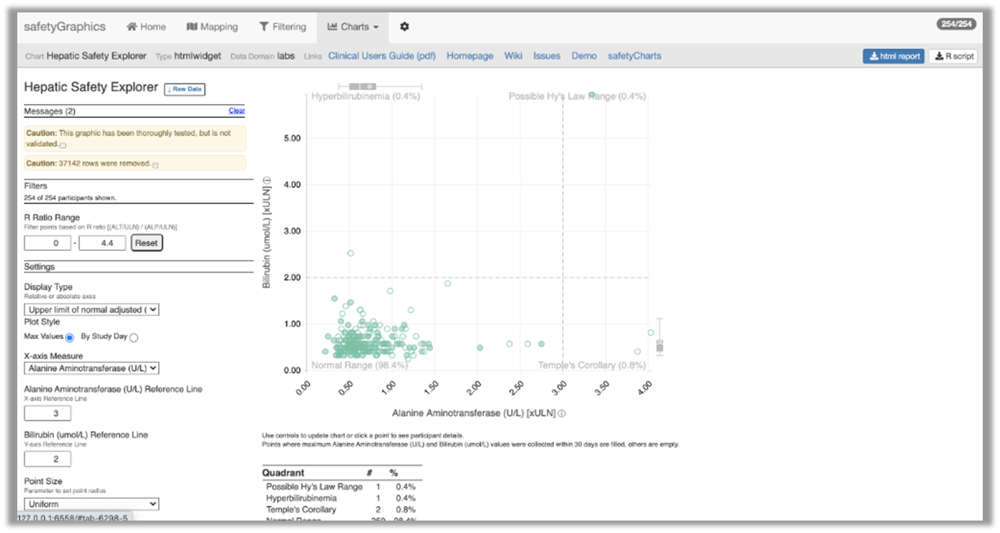 safetyGraphics Home Mapping Filtering Charts 254/254
Chart Hepatic Safety Explorer Type htmlwidget Data Domain labs Links Clinical Users Guide (pdf) Homepage Wiki Issues Demo safetyCharts html report R script
Hepatic Safety Explorer ↓ Raw Data
Messages (2) Clear
Caution: This graphic has been thoroughly tested, but is not
validated.
Caution: 37142 rows were removed.
Filters
254 of 254 participants shown.
R Ratio Range
Filter points based on R ratio [(ALT/ULN) / (ALP/ULN)]
0 - 4.4 Reset
Settings
Display Type
Relative or absolute axes
Upper limit of normal adjusted (
Plot Style
Max Values By Study Day
X-axis Measure
Alanine Aminotransferase (U/L)
Alanine Aminotransferase (U/L) Reference Line
X-axis Reference Line
3
Bilirubin (umol/L) Reference Line
Y-axis Reference Line
2
Point Size
Parameter to set point radius
Uniform
127.0.0.1:6558/#tab-6298-5
Hyperbilirubinemia (0.4%) Possible Hy's Law Range (0.4%)
5.00
4.00
3.00
2.00
1.00
0.00
Bilirubin (umol/L) [xULN]
Normal Range (98.4%) Temple's Corollary (0.8%)
0.00 0.50 1.00 1.50 2.00 2.50 3.00 3.50 4.00
Alanine Aminotransferase (U/L) [xULN]
Use controls to update chart or click a point to see participant details.
Points where maximum Alanine Aminotransferase (U/L) and Bilirubin (umol/L) values were collected within 30 days are filled, others are empty.
Quadrant # %
Possible Hy's Law Range 1 0.4%
Hyperbilirubinemia 1 0.4%
Temple's Corollary 2 0.8%
Normal Range 250 98.4%